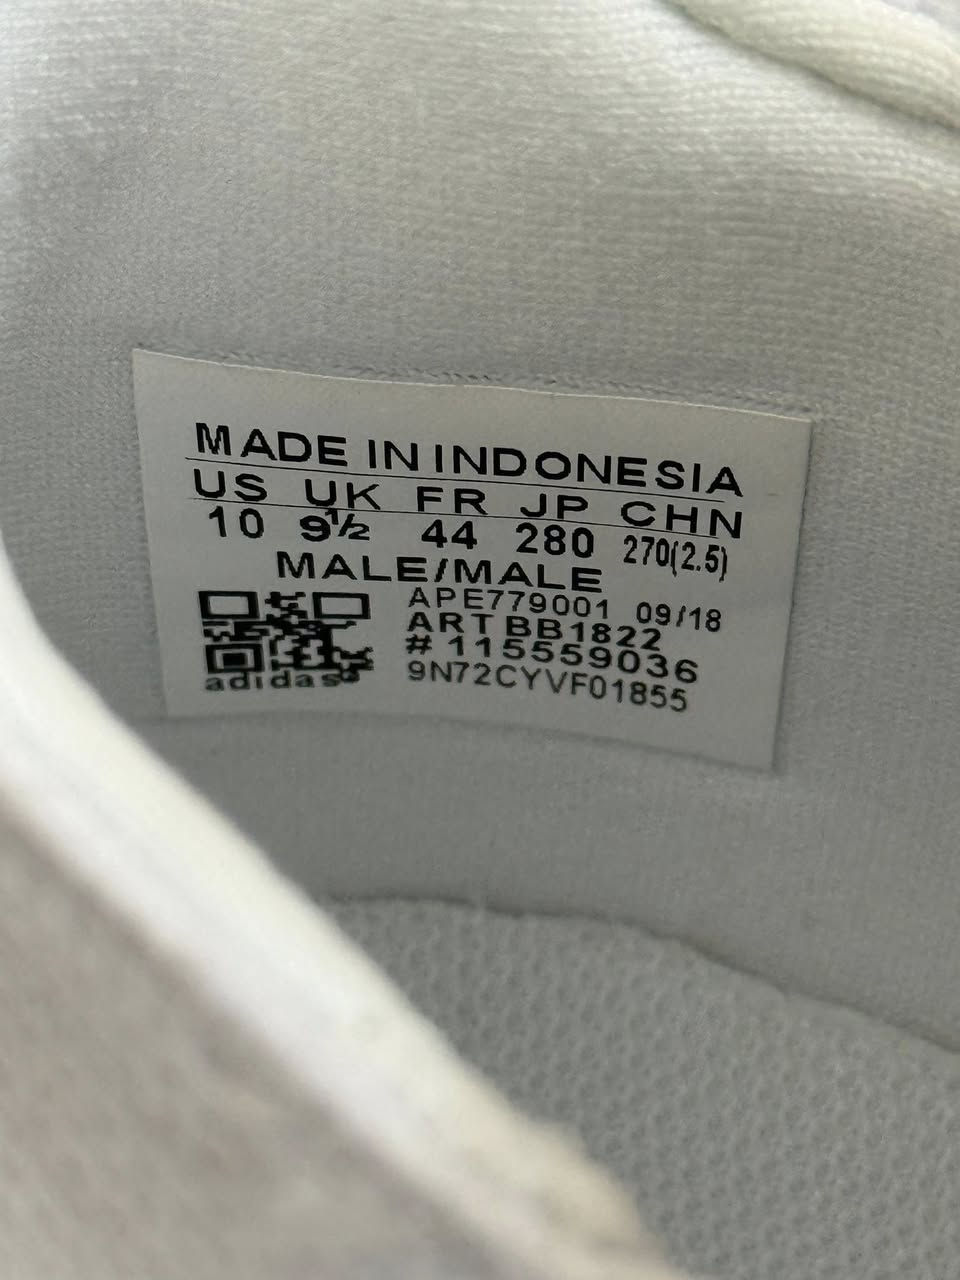 MADE IN INDONESIA
US UK FR JP CHN
10 9½ 44 280 270(2.5)
MALE/MALE
APE779001 09/18
ART BB1822
# 115559036
9N72CYVF01855
adidas